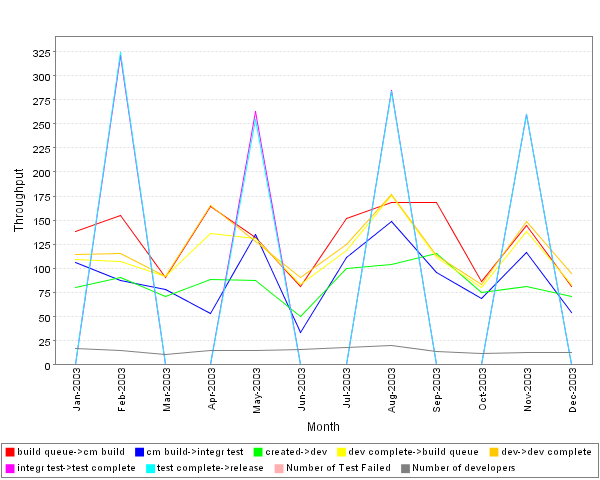 Throughput
325
300
275
250
225
200
175
150
125
100
75
50
25
0
Jan-2003
Feb-2003
Mar-2003
Apr-2003
May-2003
Jun-2003
Jul-2003
Aug-2003
Sep-2003
Oct-2003
Nov-2003
Dec-2003
Month
build queue->cm build cm build->integr test created->dev dev complete->build queue dev->dev complete
integr test->test complete test complete->release Number of Test Failed Number of developers